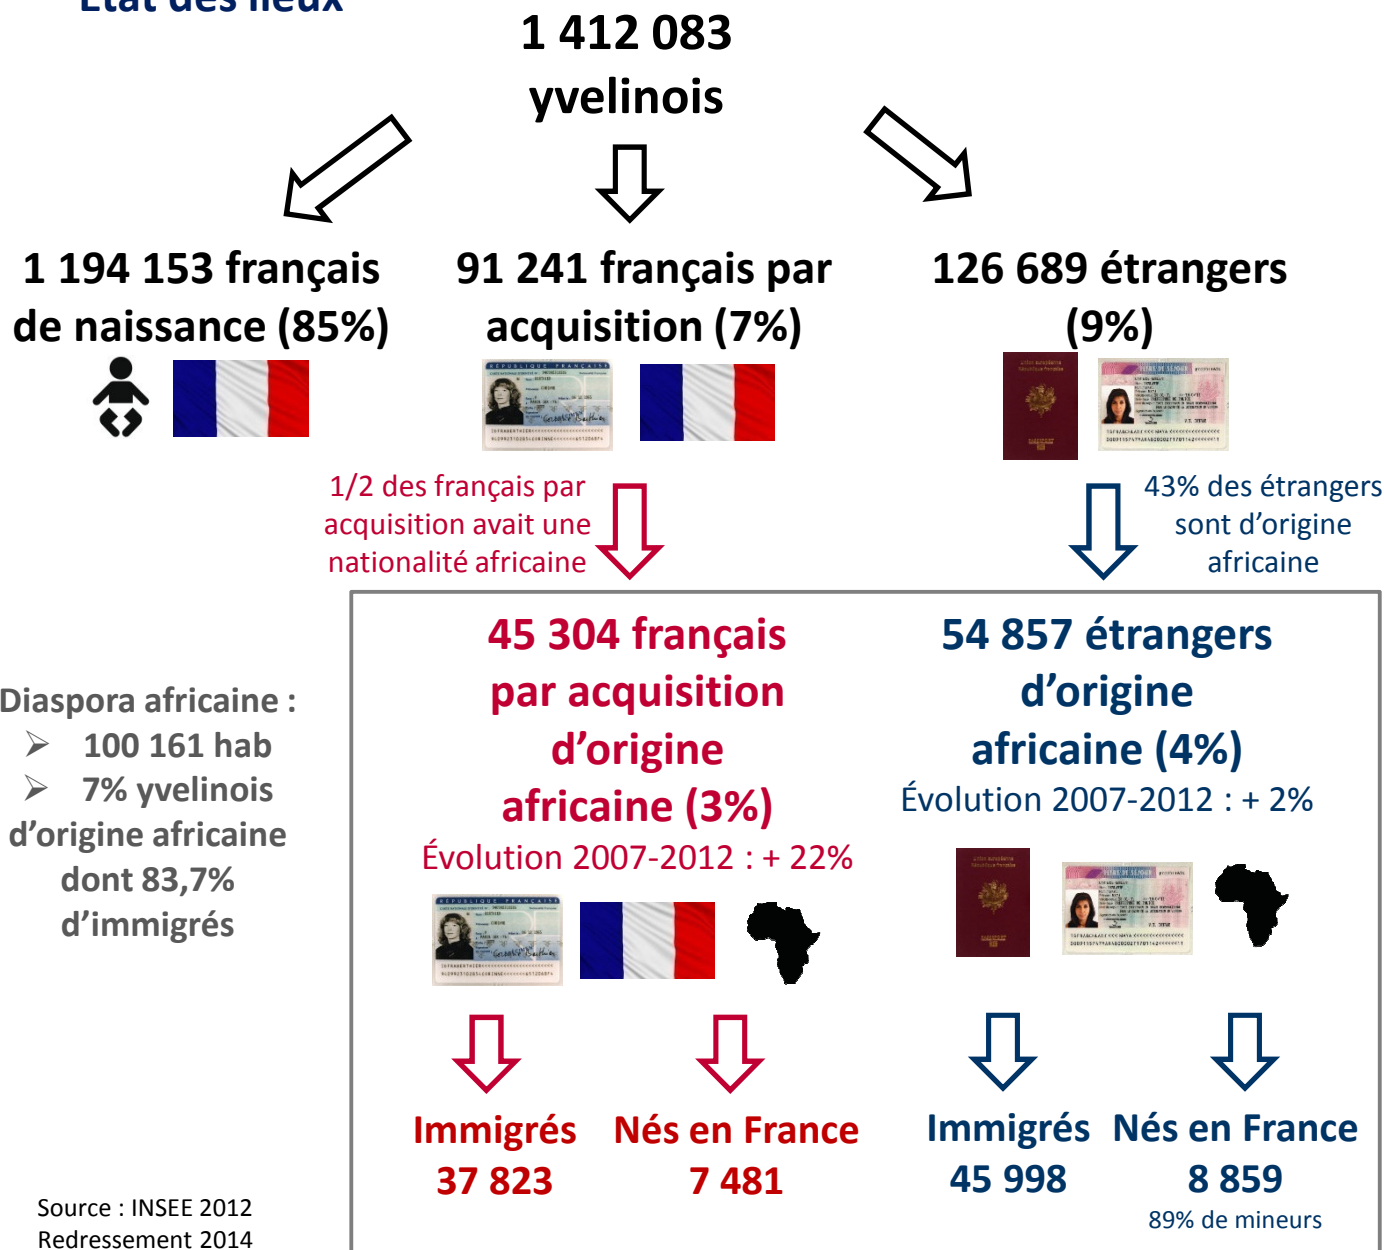 Etat des lieux
1 412 083
yvelinois
1 194 153 français
de naissance (85%)
91 241 français par
acquisition (7%)
126 689 étrangers
(9%)
1/2 des français par
acquisition avait une
nationalité africaine
43% des étrangers
sont d’origine
africaine
45 304 français
par acquisition
d’origine
africaine (3%)
Évolution 2007-2012 : + 22%
54 857 étrangers
d’origine
africaine (4%)
Évolution 2007-2012 : + 2%
Diaspora africaine :
➢ 100 161 hab
➢ 7% yvelinois
d’origine africaine
dont 83,7%
d’immigrés
Immigrés
37 823
Nés en France
7 481
Immigrés
45 998
Nés en France
8 859
89% de mineurs
Source : INSEE 2012
Redressement 2014